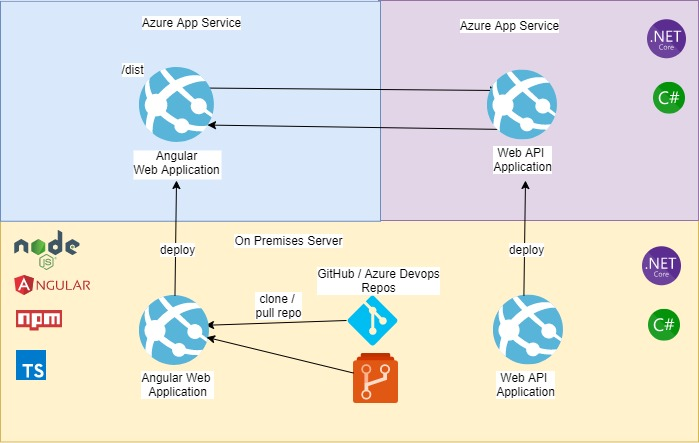 Azure App Service
Azure App Service
.NET
Core
/dist
C#
Angular
Web Application
Web API
Application
deploy
deploy
On Premises Server
node
JS
ANGULAR
npm
TS
GitHub / Azure Devops
Repos
clone /
pull repo
.NET
Core
C#
Angular Web
Application
Web API
Application